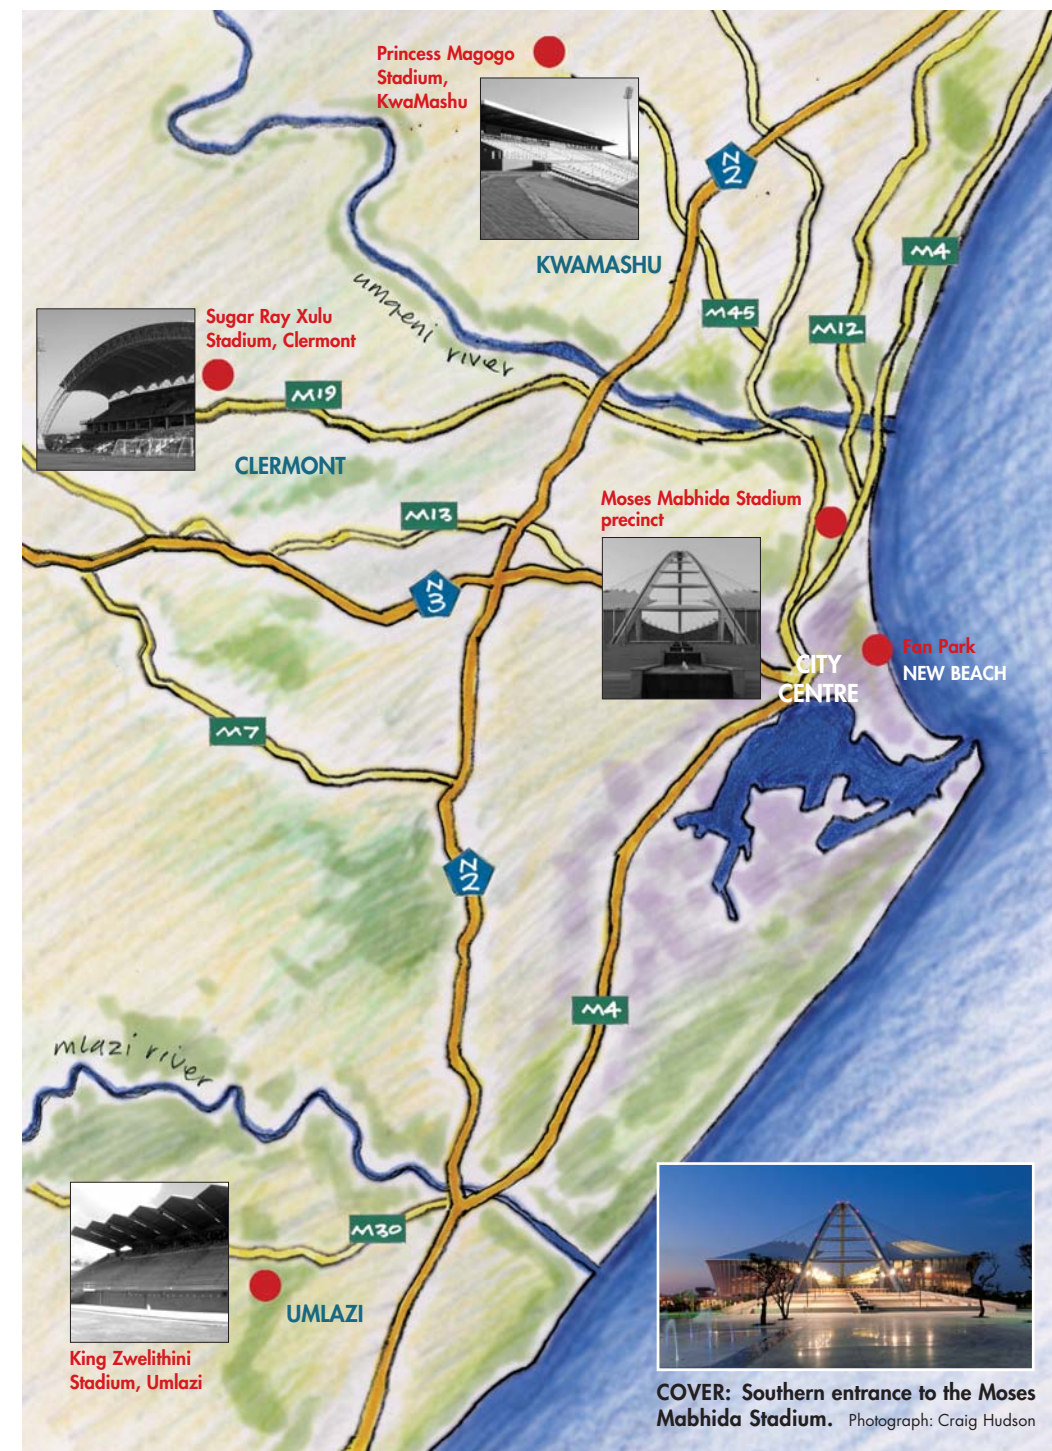 Princess Magogo
Stadium,
KwaMashu
N2
KWAMASHU
M4
M45
M12
umgeni river
Sugar Ray Xulu
Stadium, Clermont
M19
CLERMONT
M13
Moses Mabhida Stadium
precinct
N3
Fan Park
NEW BEACH
CITY
CENTRE
M7
N2
M4
mlazi river
M30
UMLAZI
King Zwelithini
Stadium, Umlazi
COVER: Southern entrance to the Moses
Mabhida Stadium. Photograph: Craig Hudson